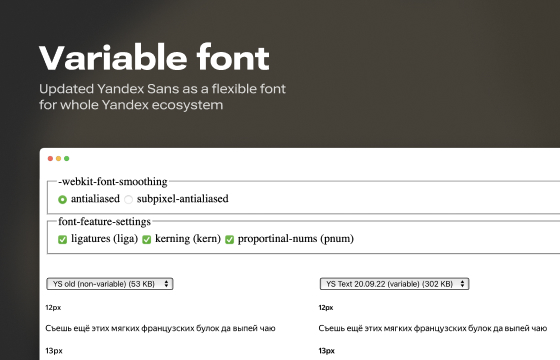 Variable font
Updated Yandex Sans as a flexible font
for whole Yandex ecosystem
-webkit-font-smoothing
antialiased subpixel-antialiased
font-feature-settings
ligatures (liga) kerning (kern) proportinal-nums (pnum)
YS old (non-variable) (53 KB) YS Text 20.09.22 (variable) (302 KB)
12px 12px
Съешь ещё этих мягких французских булок да выпей чаю Съешь ещё этих мягких французских булок да выпей чаю
13px 13px